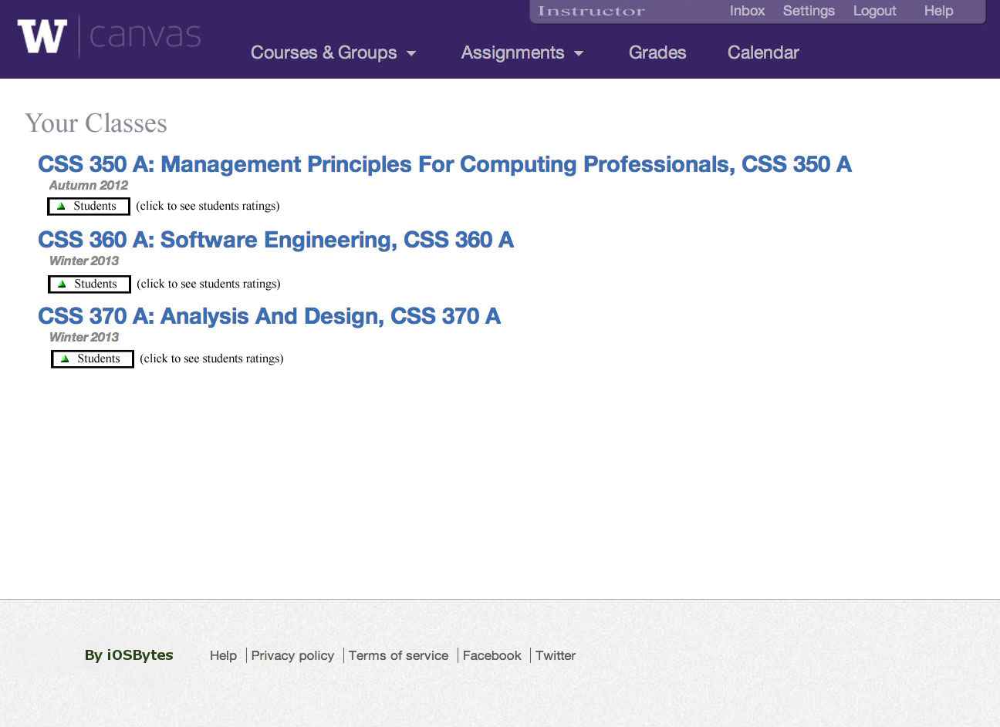 Instructor Inbox Settings Logout Help
W canvas
Courses & Groups Assignments Grades Calendar
Your Classes
CSS 350 A: Management Principles For Computing Professionals, CSS 350 A
Autumn 2012
Students (click to see students ratings)
CSS 360 A: Software Engineering, CSS 360 A
Winter 2013
Students (click to see students ratings)
CSS 370 A: Analysis And Design, CSS 370 A
Winter 2013
Students (click to see students ratings)
By iOSBytes Help Privacy policy Terms of service Facebook Twitter